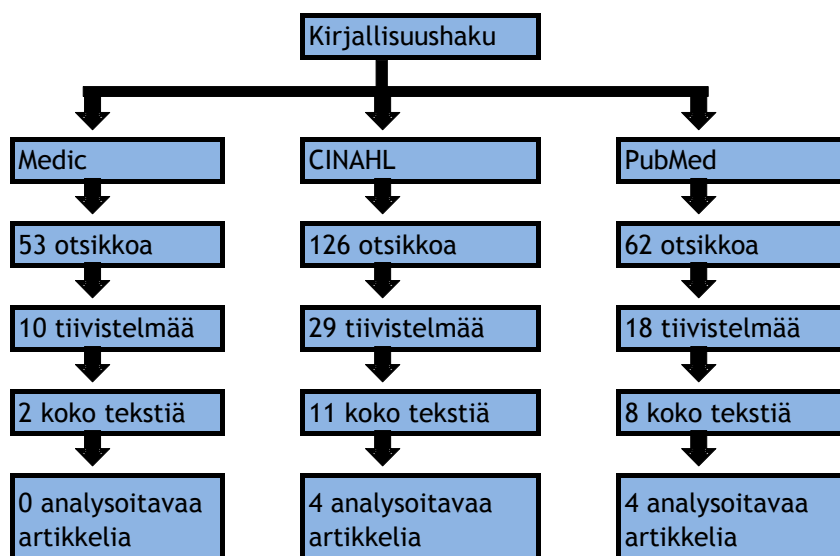 Kirjallisuushaku
Medic
CINAHL
PubMed
53 otsikkoa
126 otsikkoa
62 otsikkoa
10 tiivistelmää
29 tiivistelmää
18 tiivistelmää
2 koko tekstiä
11 koko tekstiä
8 koko tekstiä
0 analysoitavaa
artikkelia
4 analysoitavaa
artikkelia
4 analysoitavaa
artikkelia